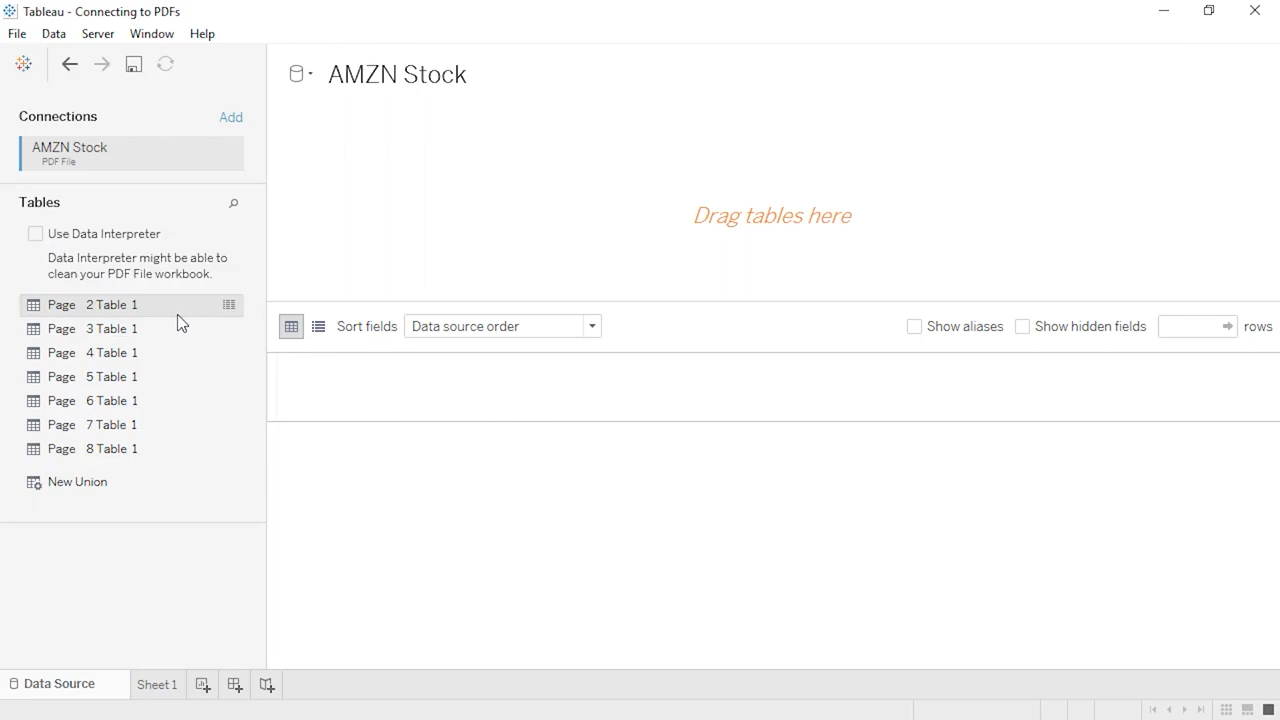 Tableau - Connecting to PDFs
File Data Server Window Help
AMZN Stock
Connections Add
AMZN Stock
PDF File
Tables
Use Data Interpreter
Data Interpreter might be able to
clean your PDF File workbook.
Page 2 Table 1
Page 3 Table 1
Page 4 Table 1
Page 5 Table 1
Page 6 Table 1
Page 7 Table 1
Page 8 Table 1
New Union
Drag tables here
Sort fields Data source order Show aliases Show hidden fields rows
Data Source Sheet 1